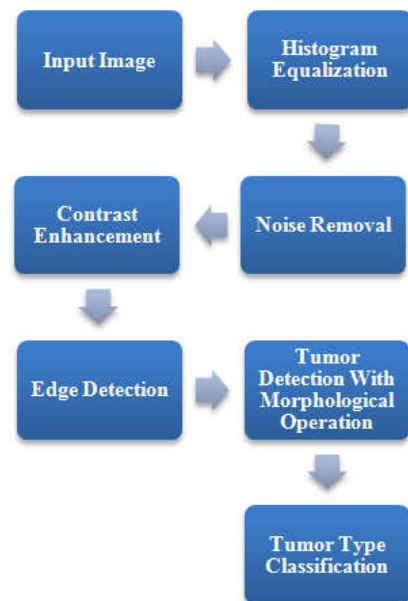 Input Image
Histogram
Equalization
Noise Removal
Contrast
Enhancement
Edge Detection
Tumor
Detection With
Morphological
Operation
Tumor Type
Classification